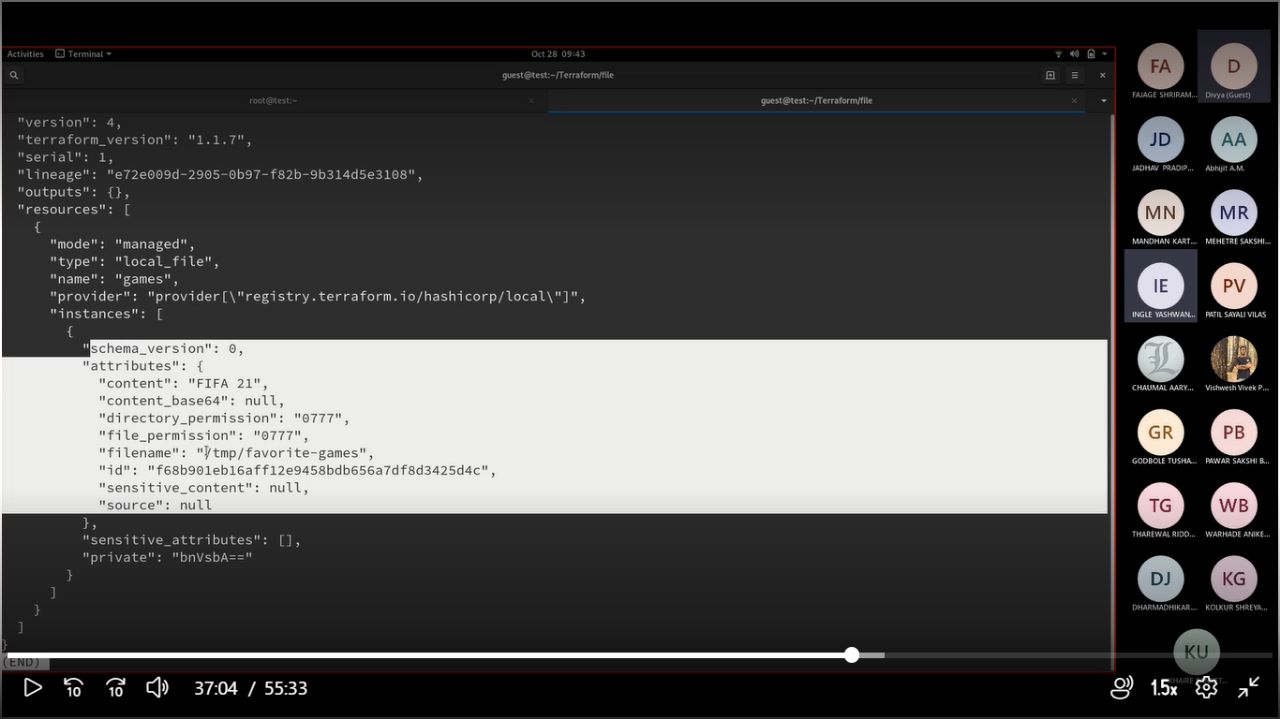 Activities
Terminal
Oct 28 09:43
guest@test:~/Terraform/file
root@test:~
guest@test:~/Terraform/file
"version": 4,
"terraform_version": "1.1.7",
"serial": 1,
"lineage": "e72e009d-2905-0b97-f82b-9b314d5e3108",
"outputs": {},
"resources": [
{
"mode": "managed",
"type": "local_file",
"name": "games",
"provider": "provider[\"registry.terraform.io/hashicorp/local\"]",
"instances": [
{
"schema_version": 0,
"attributes": {
"content": "FIFA 21",
"content_base64": null,
"directory_permission": "0777",
"file_permission": "0777",
"filename": "/tmp/favorite-games",
"id": "f68b901eb16aff12e9458bdb656a7df8d3425d4c",
"sensitive_content": null,
"source": null
},
"sensitive_attributes": [],
"private": "bnVsbA=="
}
]
}
]
}
(END)
FA
FAJAGE SHRIRAM...
D
Divya (Guest)
JD
JADHAV PRADIP...
AA
Abhijit A.M.
MN
MANDHAN KART...
MR
MEHETRE SAKSHI...
IE
INGLE YASHWAN...
PV
PATIL SAYALI VILAS
L
CHAUMAL AARY...
Vishwesh Vivek P...
GR
GODBOLE TUSHA...
PB
PAWAR SAKSHI B...
TG
THAREWAL RIDD...
WB
WARHADE ANIKE...
DJ
DHARMADHIKAR...
KG
KOLKUR SHREYA...
KU
10
10
37:04 / 55:33
1.5x